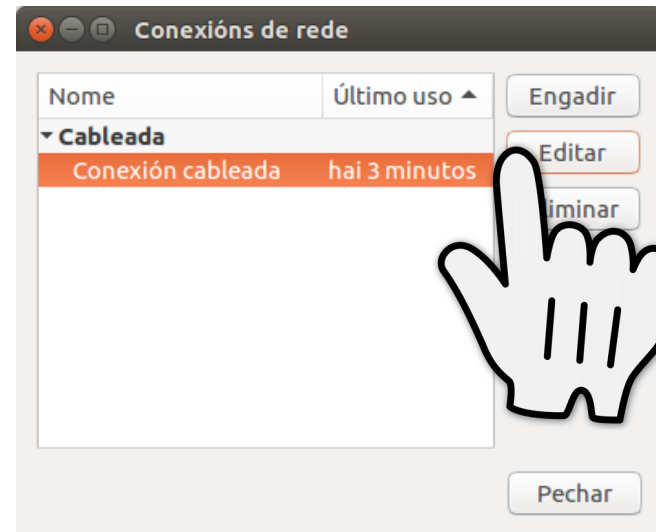 Conexións de rede
Nome Último uso Engadir
Cableada Editar
Conexión cableada hai 3 minutos
Pechar